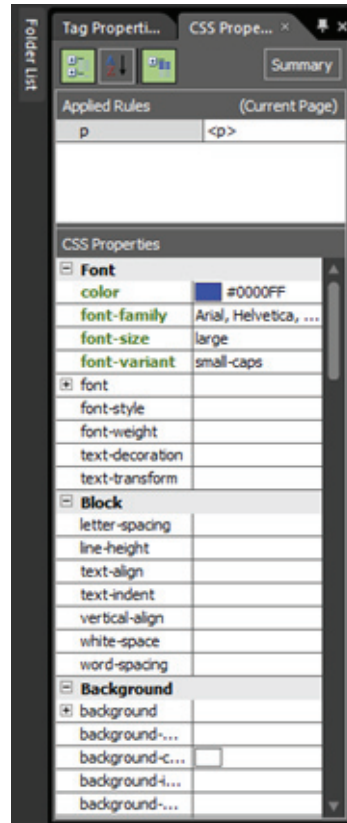 Folder List
Tag Properti... CSS Prope... ×
Summary
Applied Rules (Current Page)
p <p>
CSS Properties
Font
color #0000FF
font-family Arial, Helvetica, ...
font-size large
font-variant small-caps
font
font-style
font-weight
text-decoration
text-transform
Block
letter-spacing
line-height
text-align
text-indent
vertical-align
white-space
word-spacing
Background
background
background-...
background-c...
background-i...
background-...